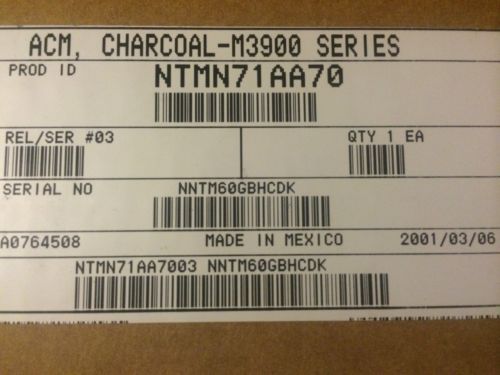 ACM, CHARCOAL-M3900 SERIES
PROD ID NTMN71AA70
REL/SER #03 QTY 1 EA
SERIAL NO NNTM60GBHCDK
A0764508 MADE IN MEXICO 2001/03/06
NTMN71AA7003 NNTM60GBHCDK